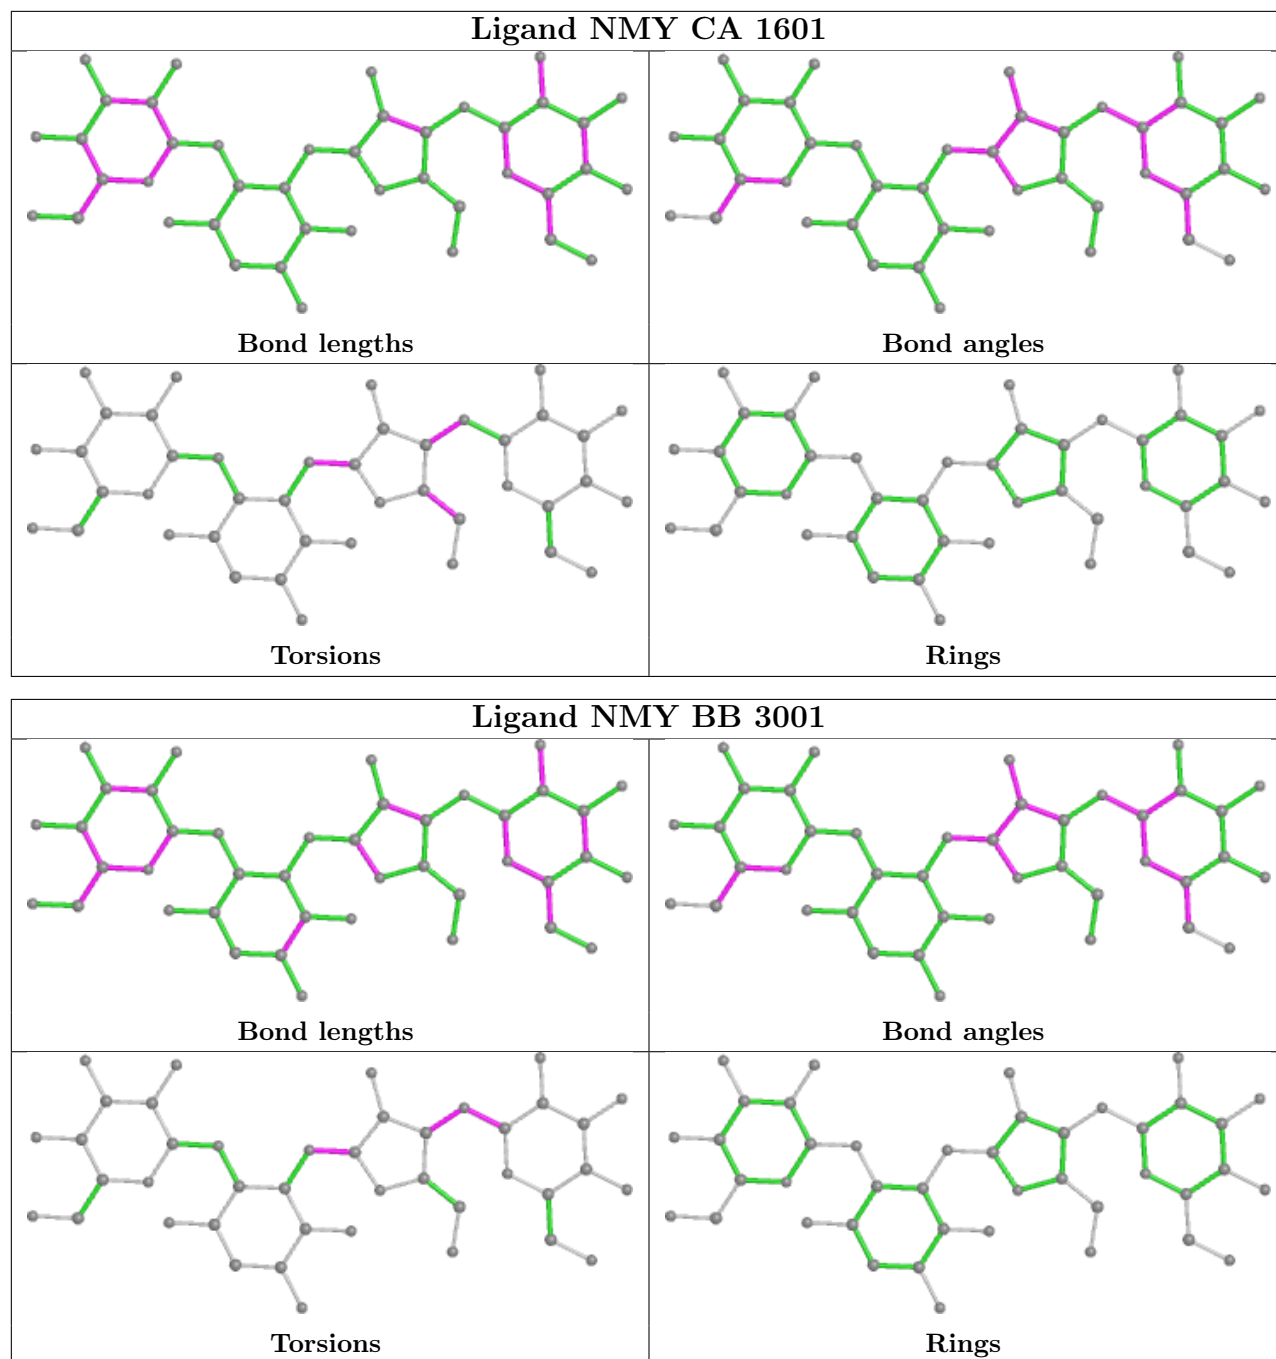 Ligand NMY CA 1601
Bond lengths
Bond angles
Torsions
Rings
Ligand NMY BB 3001
Bond lengths
Bond angles
Torsions
Rings